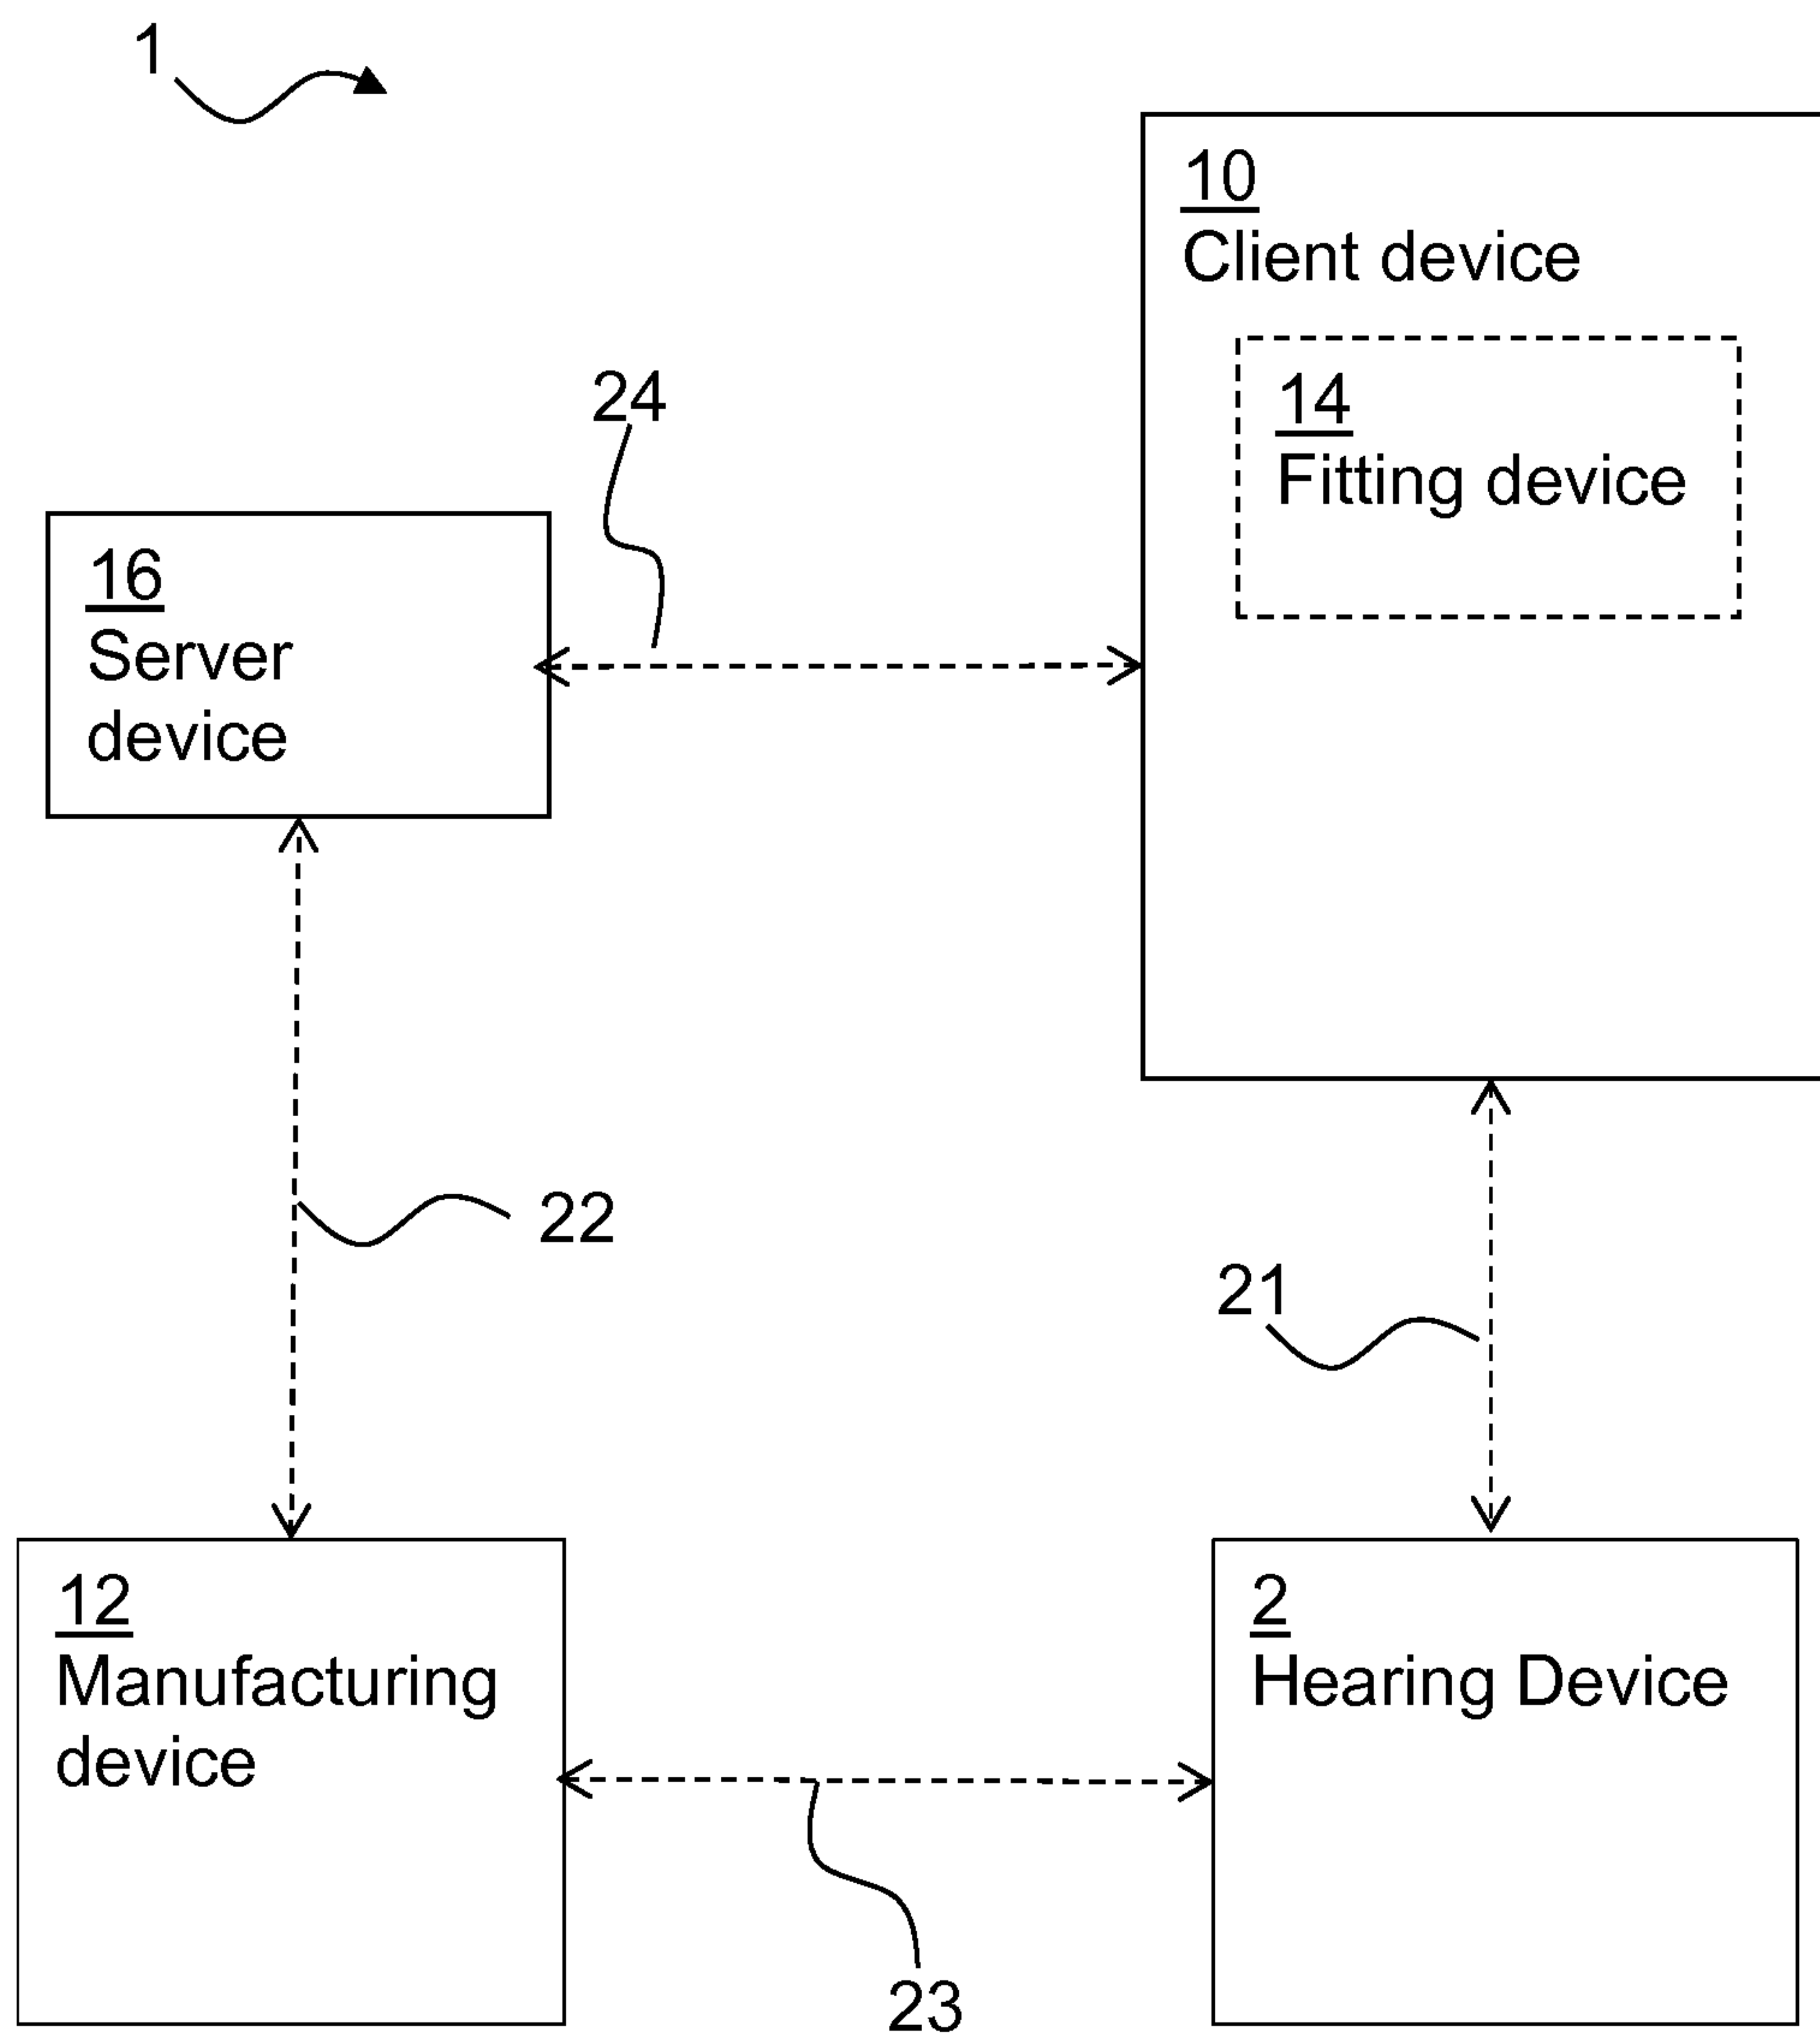 1
10
Client device
14
Fitting device
24
16
Server
device
22
21
12
Manufacturing
device
2
Hearing Device
23